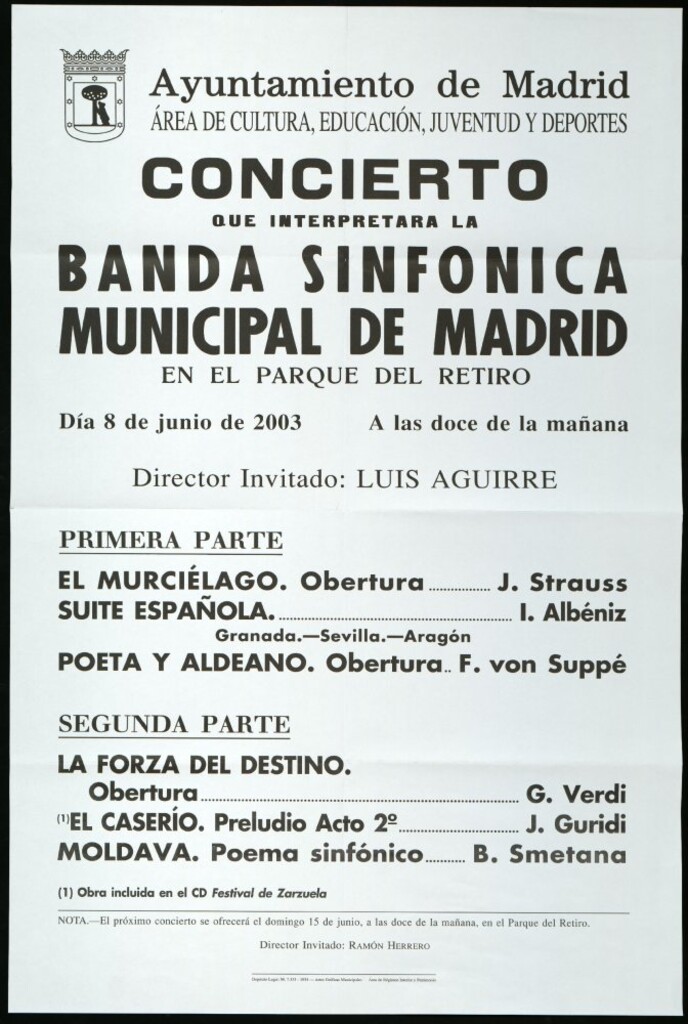 Ayuntamiento de Madrid
ÁREA DE CULTURA, EDUCACIÓN, JUVENTUD Y DEPORTES
CONCIERTO
QUE INTERPRETARA LA
BANDA SINFONICA
MUNICIPAL DE MADRID
EN EL PARQUE DEL RETIRO
Día 8 de junio de 2003 A las doce de la mañana
Director Invitado: LUIS AGUIRRE
PRIMERA PARTE
EL MURCIÉLAGO. Obertura ................ J. Strauss
SUITE ESPAÑOLA. ................ I. Albéniz
Granada.—Sevilla.—Aragón
POETA Y ALDEANO. Obertura.. F. von Suppé
SEGUNDA PARTE
LA FORZA DEL DESTINO.
Obertura ................ G. Verdi
(1) EL CASERÍO. Preludio Acto 2º ................ J. Guridi
MOLDAVA. Poema sinfónico .......... B. Smetana
(1) Obra incluida en el CD Festival de Zarzuela
NOTA.—El próximo concierto se ofrecerá el domingo 15 de junio, a las doce de la mañana, en el Parque del Retiro.
Director Invitado: RAMÓN HERRERO